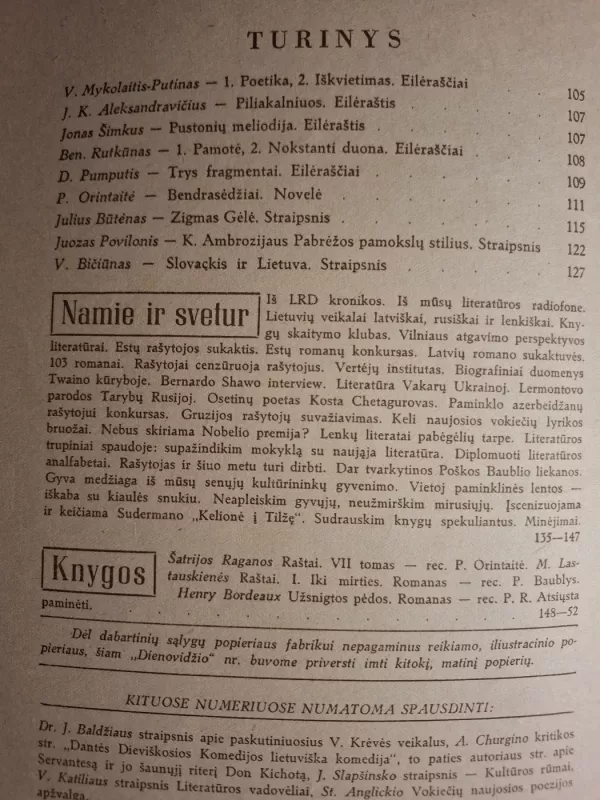 TURINYS
V. Mykolaitis-Putinas — 1. Poetika, 2. Iškvietimas. Eilėraščiai 105
J. K. Aleksandravičius — Piliakalniuos. Eilėraštis . . . . 107
Jonas Šimkus — Pustonių meliodija. Eilėraštis . . . . . 107
Ben. Rutkūnas — 1. Pamotė, 2. Nokstanti duona. Eilėraščiai . . 108
D. Pumputis — Trys fragmentai. Eilėraščiai . . . . . 109
P. Orintaitė — Bendrasėdžiai. Novelė . . . . . . 111
Julius Būtėnas — Zigmas Gėlė. Straipsnis . . . . . 115
Juozas Povilonis — K. Ambrozijaus Pabrėžos pamokslų stilius. Straipsnis 122
V. Bičiūnas — Slovackis ir Lietuva. Straipsnis . . . . 127
Namie ir svetur
Iš LRD kronikos. Iš mūsų literatūros radiofone.
Lietuvių veikalai latviškai, rusiškai ir lenkiškai. Kny-
gų skaitymo klubas. Vilniaus atgavimo perspektyvos
literatūrai. Estų rašytojos sukaktis. Estų romanų konkursas. Latvių romano sukaktuvės.
103 romanai. Rašytojai cenzūruoja rašytojus. Vertėjų institutas. Biografiniai duomenys
Twaino kūryboje. Bernardo Shawo interview. Literatūra Vakarų Ukrainoj. Lermontovo
parodos Tarybų Rusijoj. Osetinų poetas Kosta Chetagurovas. Paminklo azerbeidžanų
rašytojui konkursas. Gruzijos rašytojų suvažiavimas. Keli naujosios vokiečių lyrikos
bruožai. Nebus skiriama Nobelio premija? Lenkų literatai pabėgėlių tarpe. Literatūros
trupiniai spaudoje: supažindikim mokyklą su naująja literatūra. Diplomuoti literatūros
analfabetai. Rašytojas ir šiuo metu turi dirbti. Dar tvarkytinos Poškos Baublio liekanos.
Gyva medžiaga iš mūsų senųjų kultūrininkų gyvenimo. Vietoj paminklinės lentos —
iškaba su kiaulės snukiu. Neapleiskim gyvųjų, neužmirškim mirusiųjų. Įscenizuojama
ir keičiama Sudermano „Kelionė į Tilžę". Sudrauskim knygų spekuliantus. Minėjimai.
135—147
Knygos
Šatrijos Raganos Raštai. VII tomas — rec. P. Orintaitė. M. Las-
tauskienės Raštai. I. Iki mirties. Romanas — rec. P. Baublys.
Henry Bordeaux Užsnigtos pėdos. Romanas — rec. P. R. Atsiųsta
paminėti. . . . . . . . . . . . 148—52
Dėl dabartinių sąlygų popieriaus fabrikui nepagaminus reikiamo, iliustracinio po-
pieriaus, šiam „Dienovidžio" nr. buvome priversti imti kitokį, matinį popierių.
KITUOSE NUMERIUOSE NUMATOMA SPAUSDINTI:
Dr. J. Baldžiaus straipsnis apie paskutiniuosius V. Krėvės veikalus, A. Churgino kritikos
str. „Dantės Dieviškosios Komedijos lietuviška komedija", to paties autoriaus str. apie
Servantesą ir jo šaunųjį riterį Don Kichotą, J. Slapšinsko straipsnis — Kultūros rūmai,
V. Katiliaus straipsnis Literatūros vadovėliai, St. Anglickio Vokiečių naujosios poezijos
apžvalga,